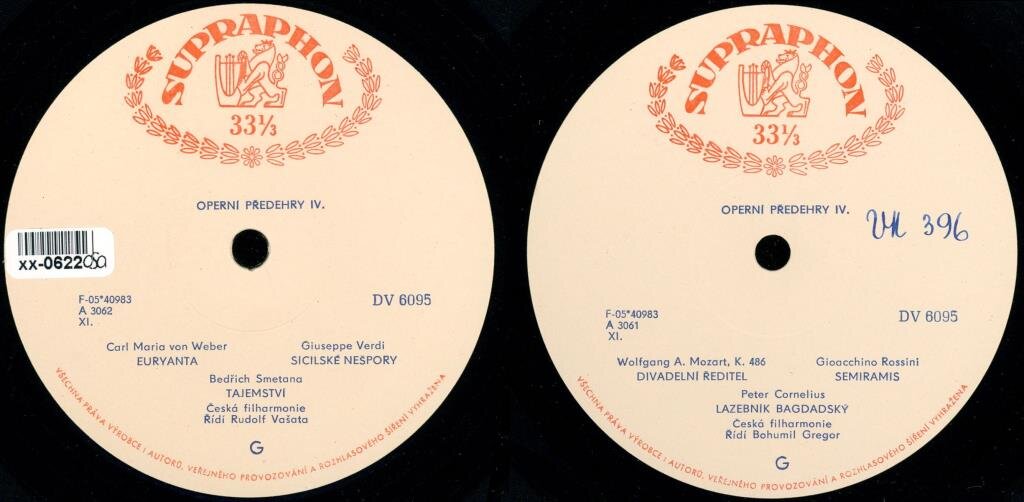 SUPRAPHON
33⅓
OPERNÍ PŘEDEHRY IV.
xx-0622
F-05*40983
A 3062
XI.
DV 6095
Carl Maria von Weber
EURYANTA
Giuseppe Verdi
SICILSKÉ NEŠPORY
Bedřich Smetana
TAJEMSTVÍ
Česká filharmonie
Řídí Rudolf Vašata
G
VŠECHNA PRÁVA VÝROBCE I AUTORŮ, VEŘEJNÉHO PROVOZOVÁNÍ A ROZHLASOVÉHO ŠÍŘENÍ VYHRAŽENA
SUPRAPHON
33⅓
OPERNÍ PŘEDEHRY IV.
396
F-05*40983
A 3061
XI.
DV 6095
Wolfgang A. Mozart, K. 486
DIVADELNÍ ŘEDITEL
Gioacchino Rossini
SEMIRAMIS
Peter Cornelius
LAZEBNÍK BAGDADSKÝ
Česká filharmonie
Řídí Bohumil Gregor
G
VŠECHNA PRÁVA VÝROBCE I AUTORŮ, VEŘEJNÉHO PROVOZOVÁNÍ A ROZHLASOVÉHO ŠÍŘENÍ VYHRAŽENA